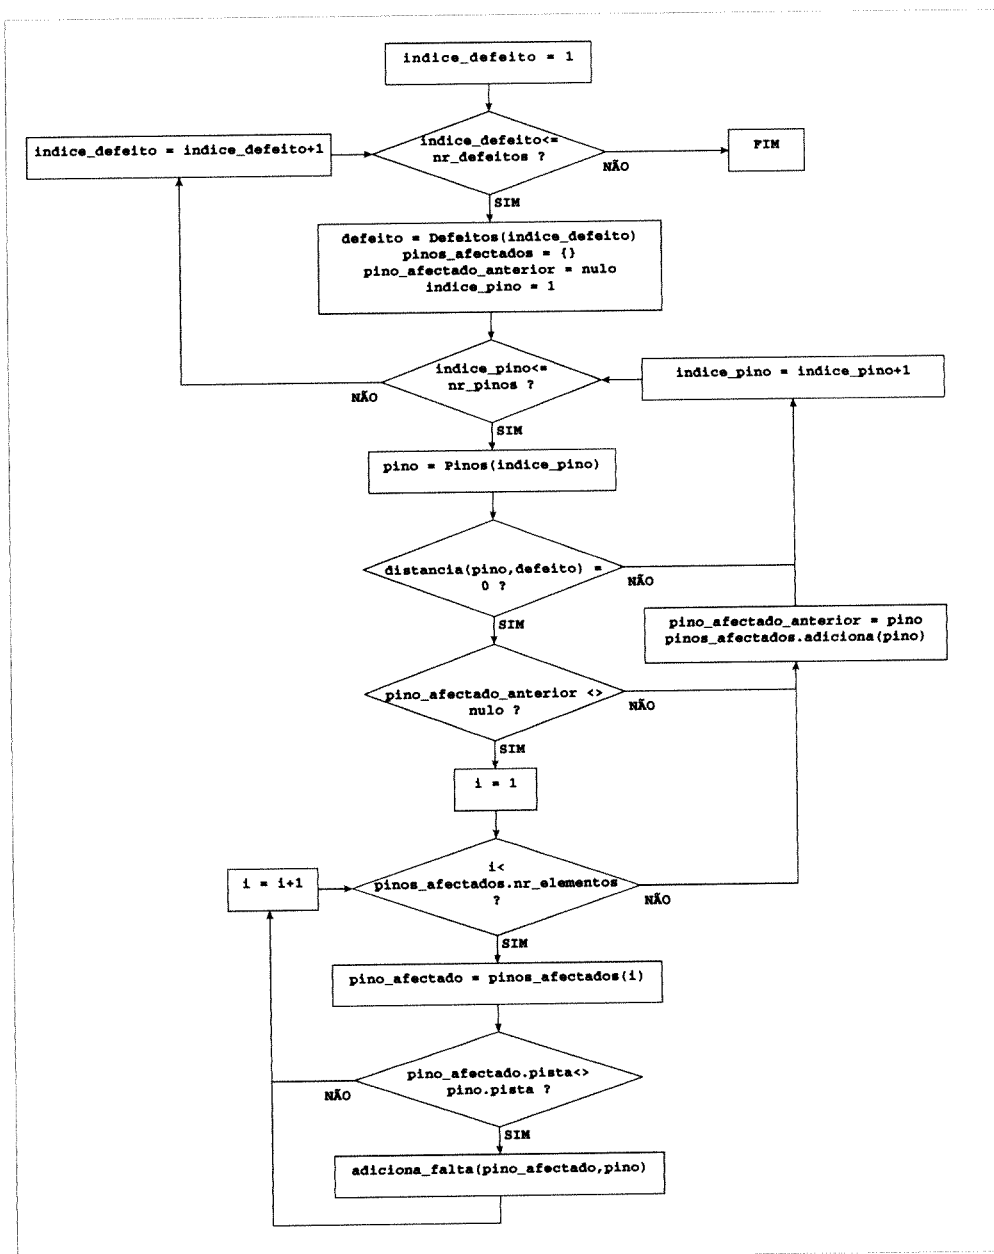 indice_defeito = 1
indice_defeito = indice_defeito+1
indice_defeito<=
nr_defeitos ?
FIM
NÃO
SIM
defeito = Defeitos(indice_defeito)
pinos_afectados = {}
pino_afectado_anterior = nulo
indice_pino = 1
indice_pino<=
nr_pinos ?
indice_pino = indice_pino+1
NÃO
SIM
pino = Pinos(indice_pino)
distancia(pino,defeito) =
0 ?
NÃO
SIM
pino_afectado_anterior = pino
pinos_afectados.adiciona(pino)
pino_afectado_anterior <>
nulo ?
NÃO
SIM
i = 1
i<
pinos_afectados.nr_elementos
?
i = i+1
NÃO
SIM
pino_afectado = pinos_afectados(i)
pino_afectado.pista<>
pino.pista ?
NÃO
SIM
adiciona_falta(pino_afectado,pino)